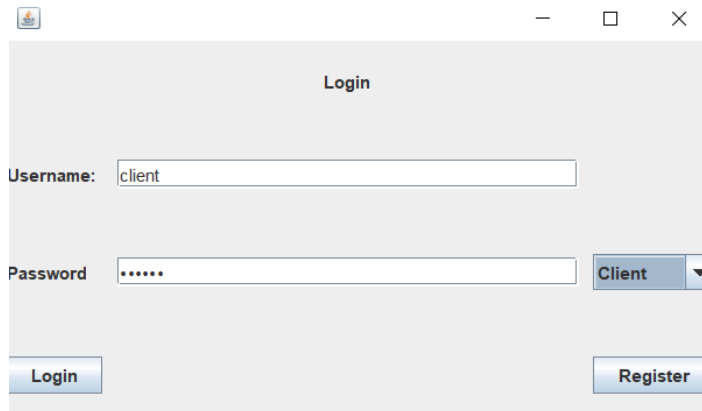 Login
Username: client
Password •••••• Client
Login Register